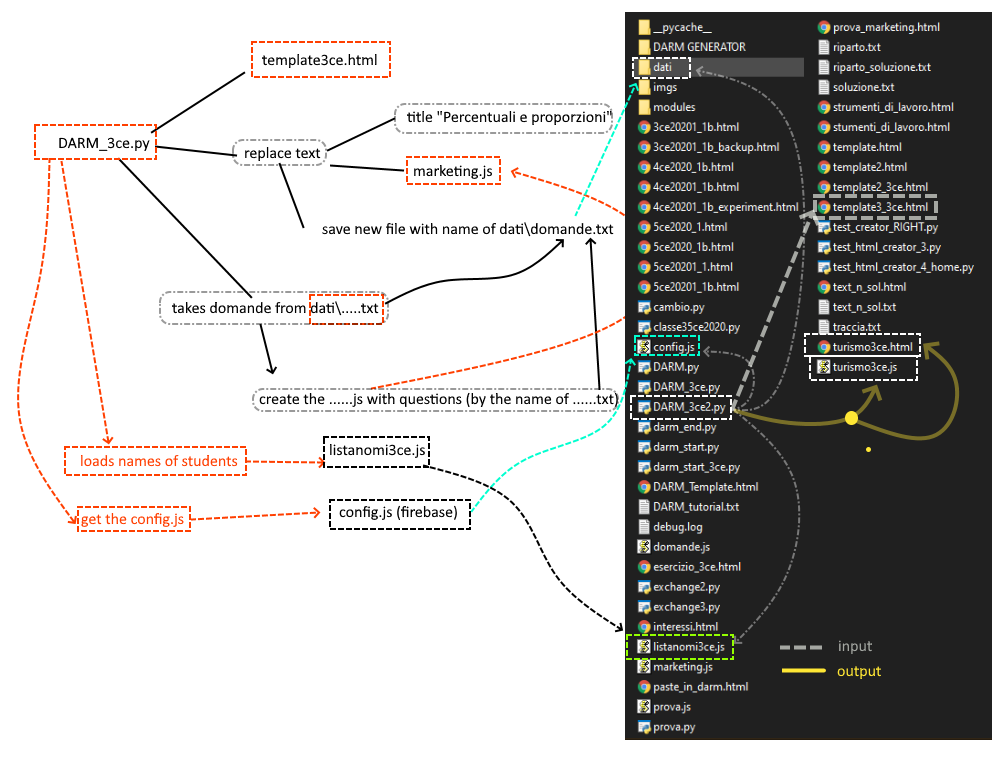 template3ce.html
DARM_3ce.py
replace text
title "Percentuali e proporzioni"
marketing.js
save new file with name of dati\domande.txt
takes domande from dati\.....txt
create the ......js with questions (by the name of ......txt)
listanomi3ce.js
loads names of students
config.js (firebase)
get the config.js
__pycache__
DARM GENERATOR
dati
imgs
modules
3ce20201_1b.html
3ce20201_1b_backup.html
4ce2020_1b.html
4ce20201_1b.html
4ce20201_1b_experiment.html
5ce2020_1.html
5ce2020_1b.html
5ce20201_1.html
5ce20201_1b.html
cambio.py
classe35ce2020.py
config.js
DARM.py
DARM_3ce.py
DARM_3ce2.py
darm_end.py
darm_start.py
darm_start_3ce.py
DARM_Template.html
DARM_tutorial.txt
debug.log
domande.js
esercizio_3ce.html
exchange2.py
exchange3.py
interessi.html
listanomi3ce.js
marketing.js
paste_in_darm.html
prova.js
prova.py
prova_marketing.html
riparto.txt
riparto_soluzione.txt
soluzione.txt
strumenti_di_lavoro.html
stumenti_di_lavoro.html
template.html
template2.html
template2_3ce.html
template3_3ce.html
test_creator_RIGHT.py
test_html_creator_3.py
test_html_creator_4_home.py
text_n_sol.html
text_n_sol.txt
traccia.txt
turismo3ce.html
turismo3ce.js
input
output